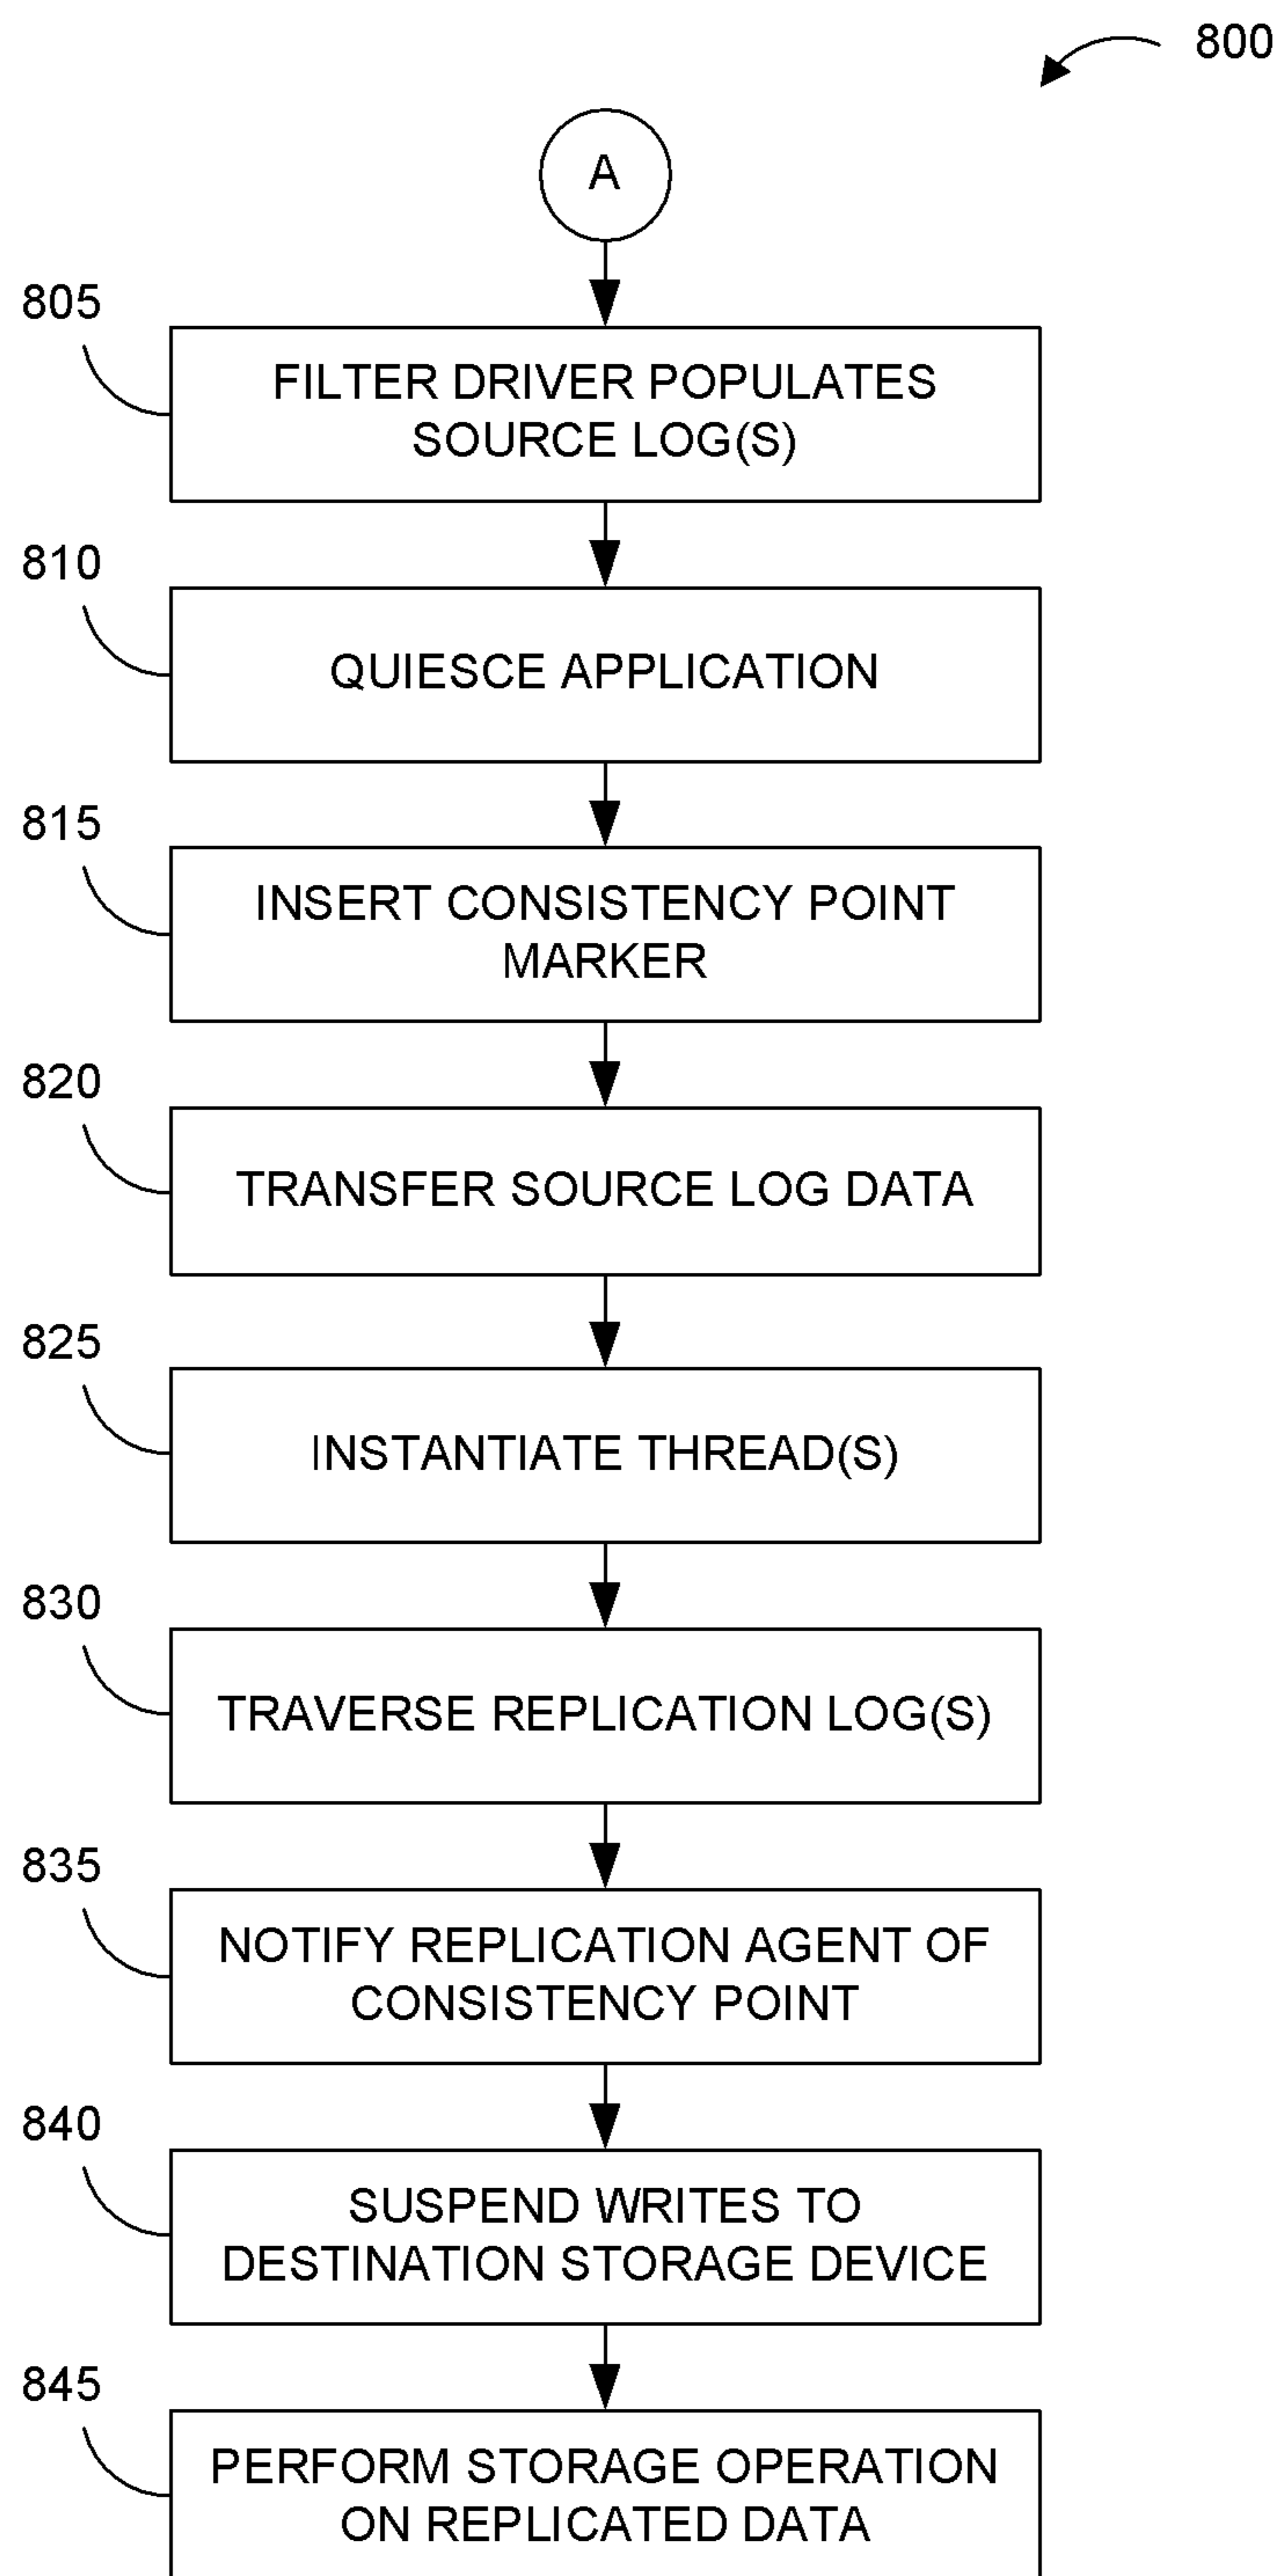 800
A
805
FILTER DRIVER POPULATES
SOURCE LOG(S)
810
QUIESCE APPLICATION
815
INSERT CONSISTENCY POINT
MARKER
820
TRANSFER SOURCE LOG DATA
825
INSTANTIATE THREAD(S)
830
TRAVERSE REPLICATION LOG(S)
835
NOTIFY REPLICATION AGENT OF
CONSISTENCY POINT
840
SUSPEND WRITES TO
DESTINATION STORAGE DEVICE
845
PERFORM STORAGE OPERATION
ON REPLICATED DATA